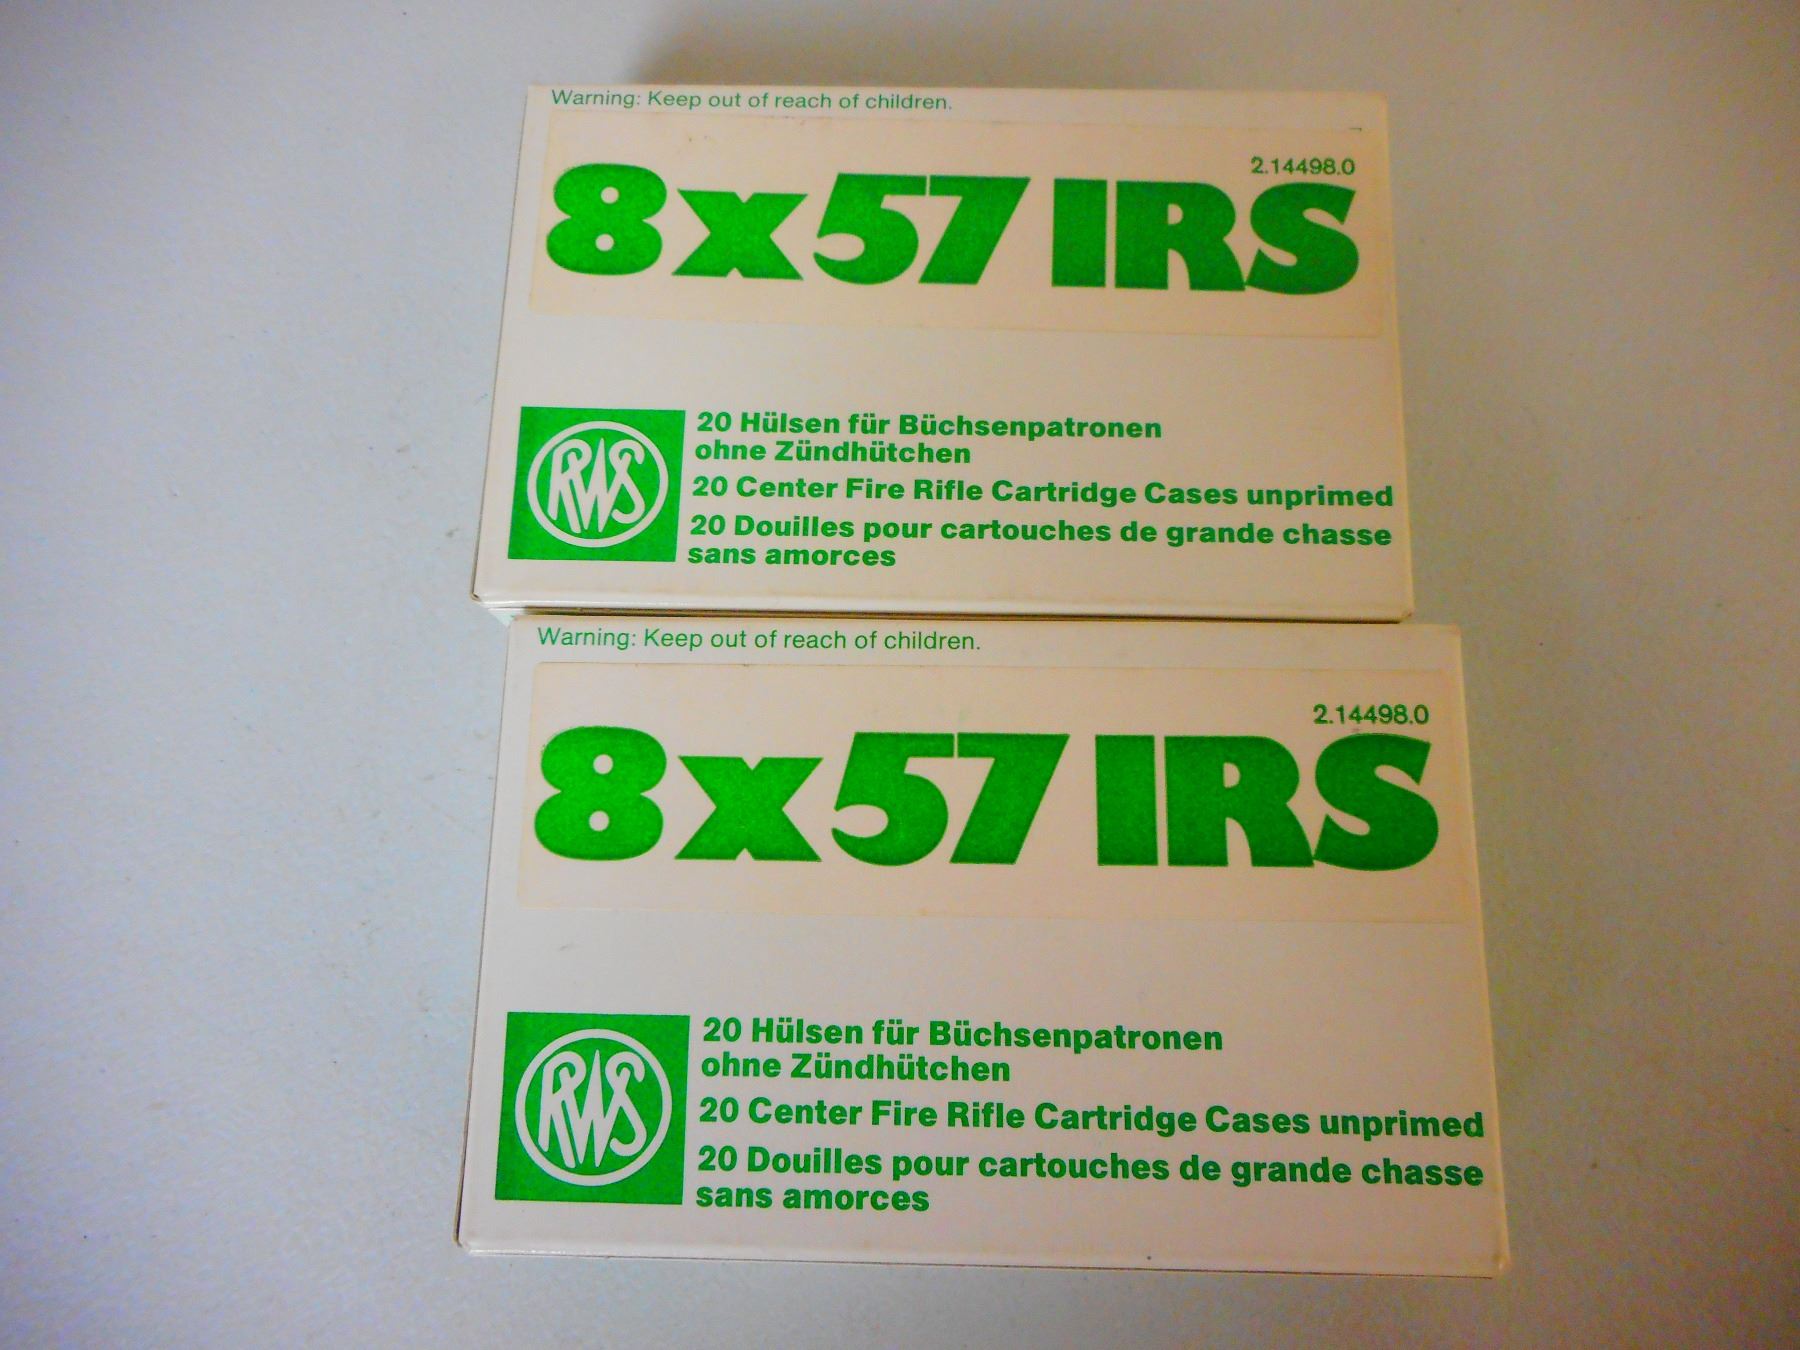 Warning: Keep out of reach of children.
2.14498.0
8x57 IRS
RWS
20 Hülsen für Büchsenpatronen
ohne Zündhütchen
20 Center Fire Rifle Cartridge Cases unprimed
20 Douilles pour cartouches de grande chasse
sans amorces
Warning: Keep out of reach of children.
2.14498.0
8x57 IRS
RWS
20 Hülsen für Büchsenpatronen
ohne Zündhütchen
20 Center Fire Rifle Cartridge Cases unprimed
20 Douilles pour cartouches de grande chasse
sans amorces